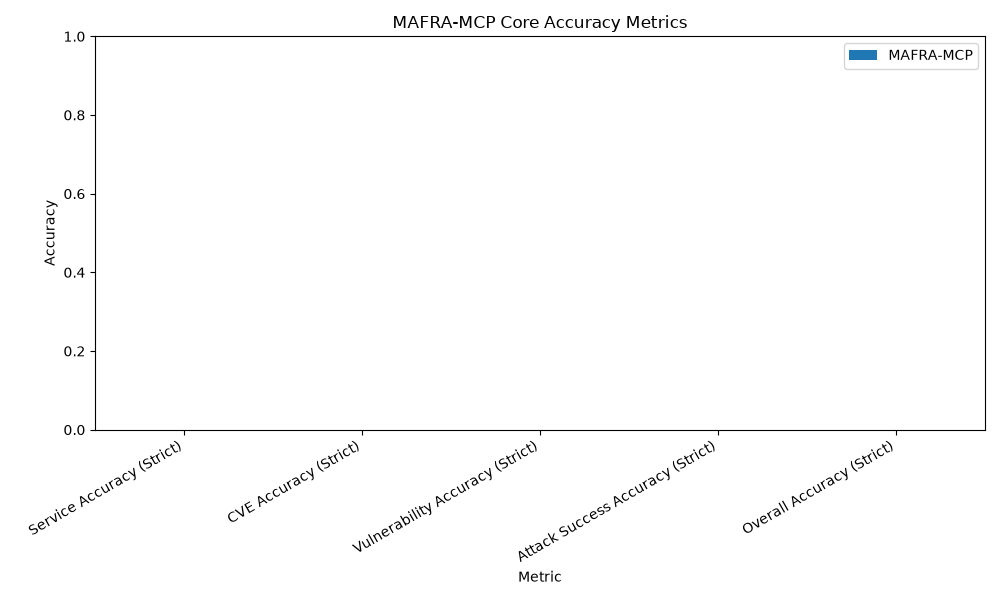 MAFRA-MCP Core Accuracy Metrics
MAFRA-MCP
Accuracy
1.0
0.8
0.6
0.4
0.2
0.0
Service Accuracy (Strict)
CVE Accuracy (Strict)
Vulnerability Accuracy (Strict)
Attack Success Accuracy (Strict)
Overall Accuracy (Strict)
Metric